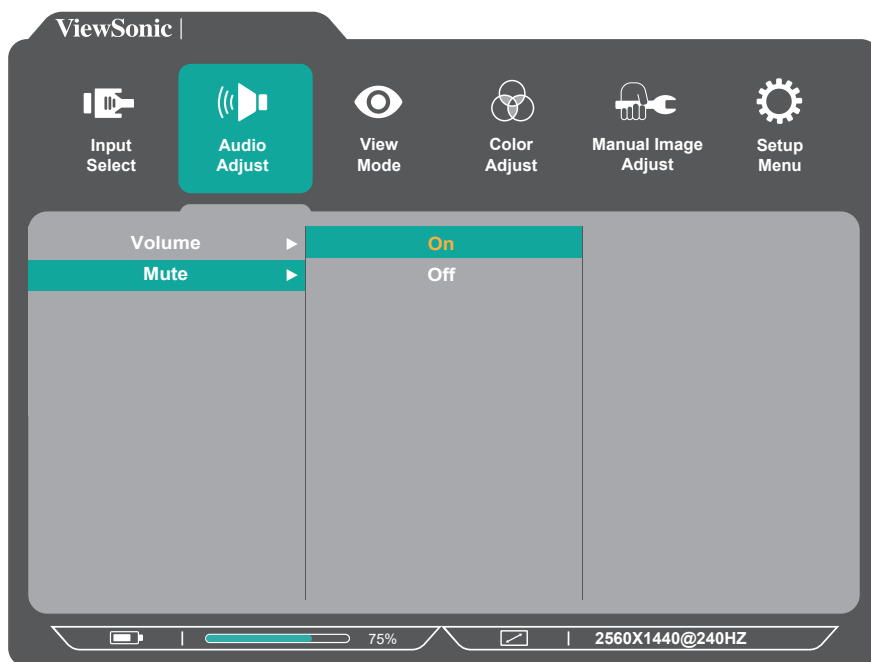 ViewSonic |
Input
Select
Audio
Adjust
View
Mode
Color
Adjust
Manual Image
Adjust
Setup
Menu
Volume
Mute
On
Off
75%
2560X1440@240HZ